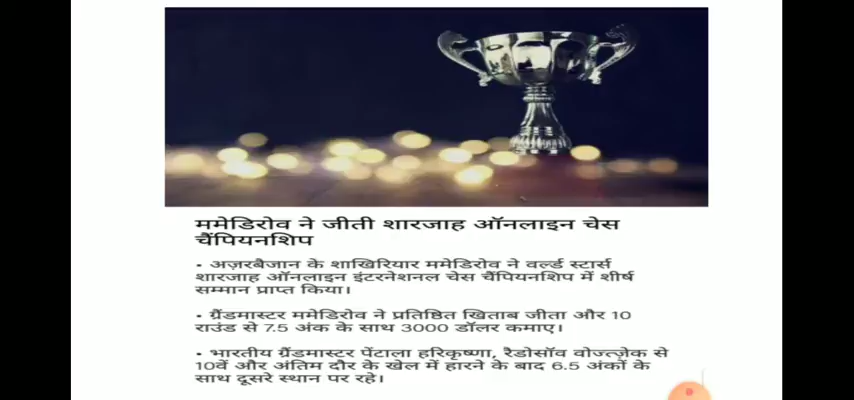 ममेडिरोव ने जीती शारजाह ऑनलाइन चेस
चैंपियनशिप
• अज़रबैजान के शाखिरियार ममेडिरोव ने वर्ल्ड स्टार्स
शारजाह ऑनलाइन इंटरनेशनल चेस चैंपियनशिप में शीर्ष
सम्मान प्राप्त किया।
• ग्रैंडमास्टर ममेडिरोव ने प्रतिष्ठित खिताब जीता और 10
राउंड से 7.5 अंक के साथ 3000 डॉलर कमाए।
• भारतीय ग्रैंडमास्टर पेंटाला हरिकृष्णा, रैडोसॉव वोज्त्ज़ेक से
10वें और अंतिम दौर के खेल में हारने के बाद 6.5 अंकों के
साथ दूसरे स्थान पर रहे।